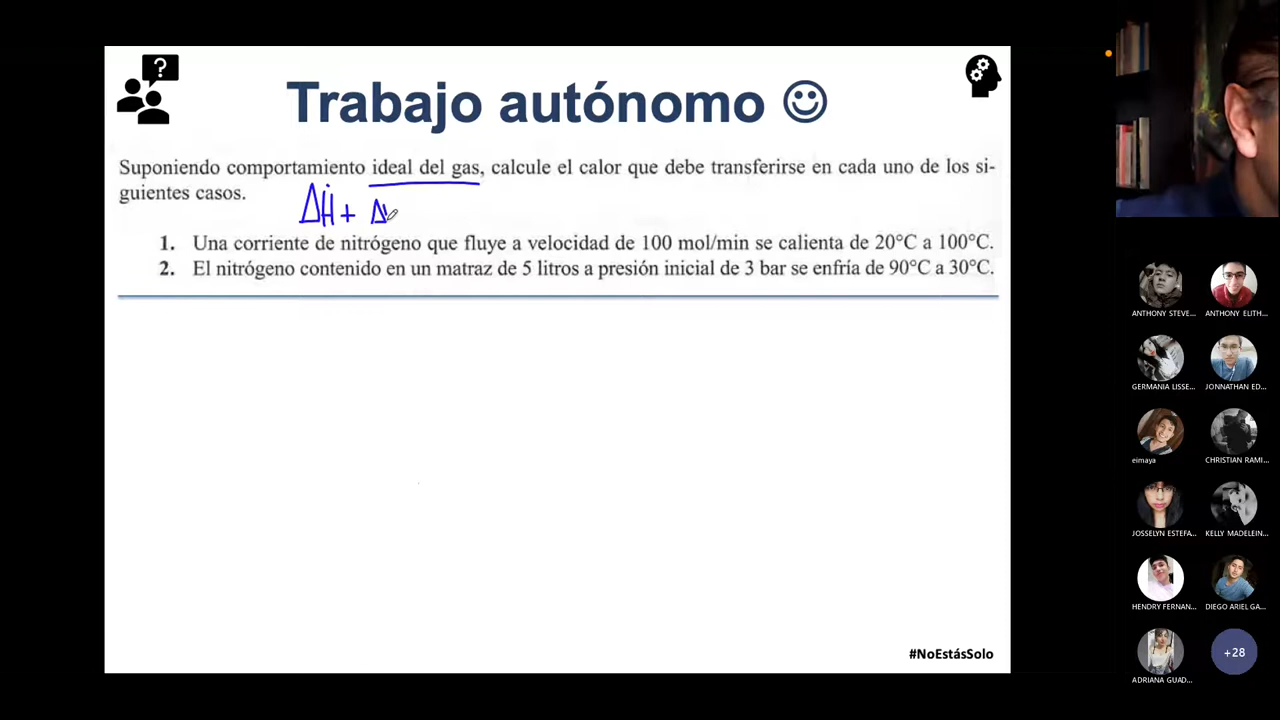 Trabajo autónomo
Suponiendo comportamiento ideal del gas, calcule el calor que debe transferirse en cada uno de los si-
guientes casos.
ΔḢ + Δ
1. Una corriente de nitrógeno que fluye a velocidad de 100 mol/min se calienta de 20°C a 100°C.
2. El nitrógeno contenido en un matraz de 5 litros a presión inicial de 3 bar se enfría de 90°C a 30°C.
#NoEstásSolo
ANTHONY STEVE...
ANTHONY ELITH...
GERMANIA LISSE...
JONNATHAN ED...
eimaya
CHRISTIAN RAMI...
JOSSELYN ESTEFA...
KELLY MADELEIN...
HENDRY FERNAN...
DIEGO ARIEL GA...
ADRIANA GUAD...
+28